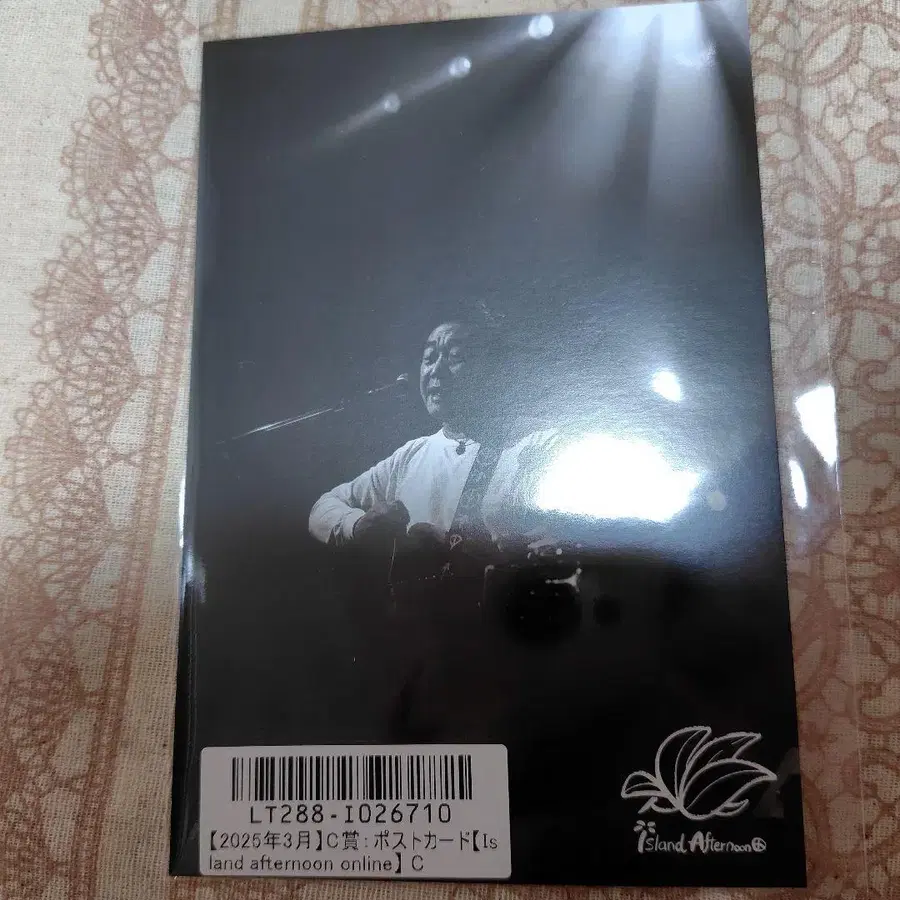 LT288-I026710
【2025年3月】C賞:ポストカード【Is
land afternoon online】 C
island Afternoon